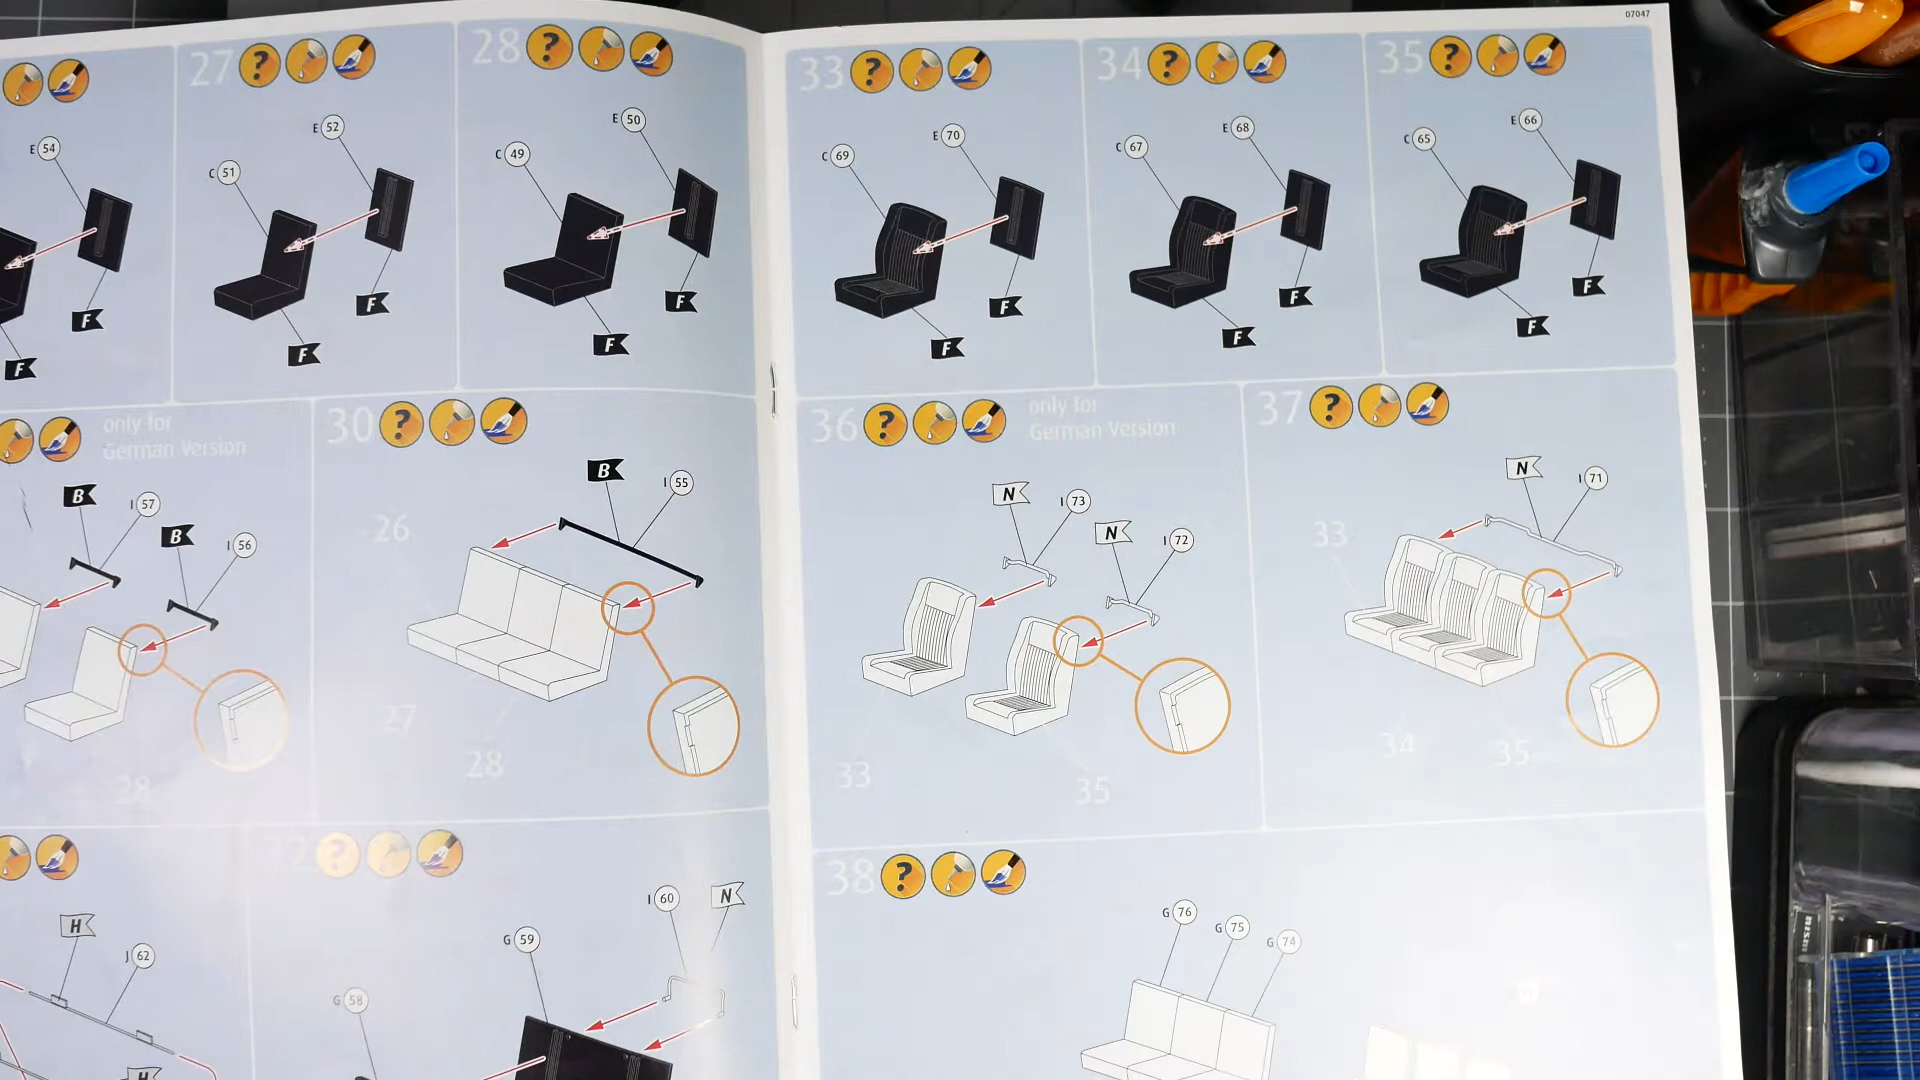 07047
27
28
E 54
E 52
C 51
E 50
C 49
F
F
F
F
F
F
33
34
35
C 69
E 70
C 67
E 68
C 65
E 66
F
F
F
F
F
F
only for
German Version
B
I 57
B
I 56
28
30
B
I 55
26
27
28
36
only for
German Version
N
I 73
N
I 72
33
35
37
N
I 71
33
34
35
H
J 62
H
I 60
N
G 59
G 58
38
G 76
G 75
G 74